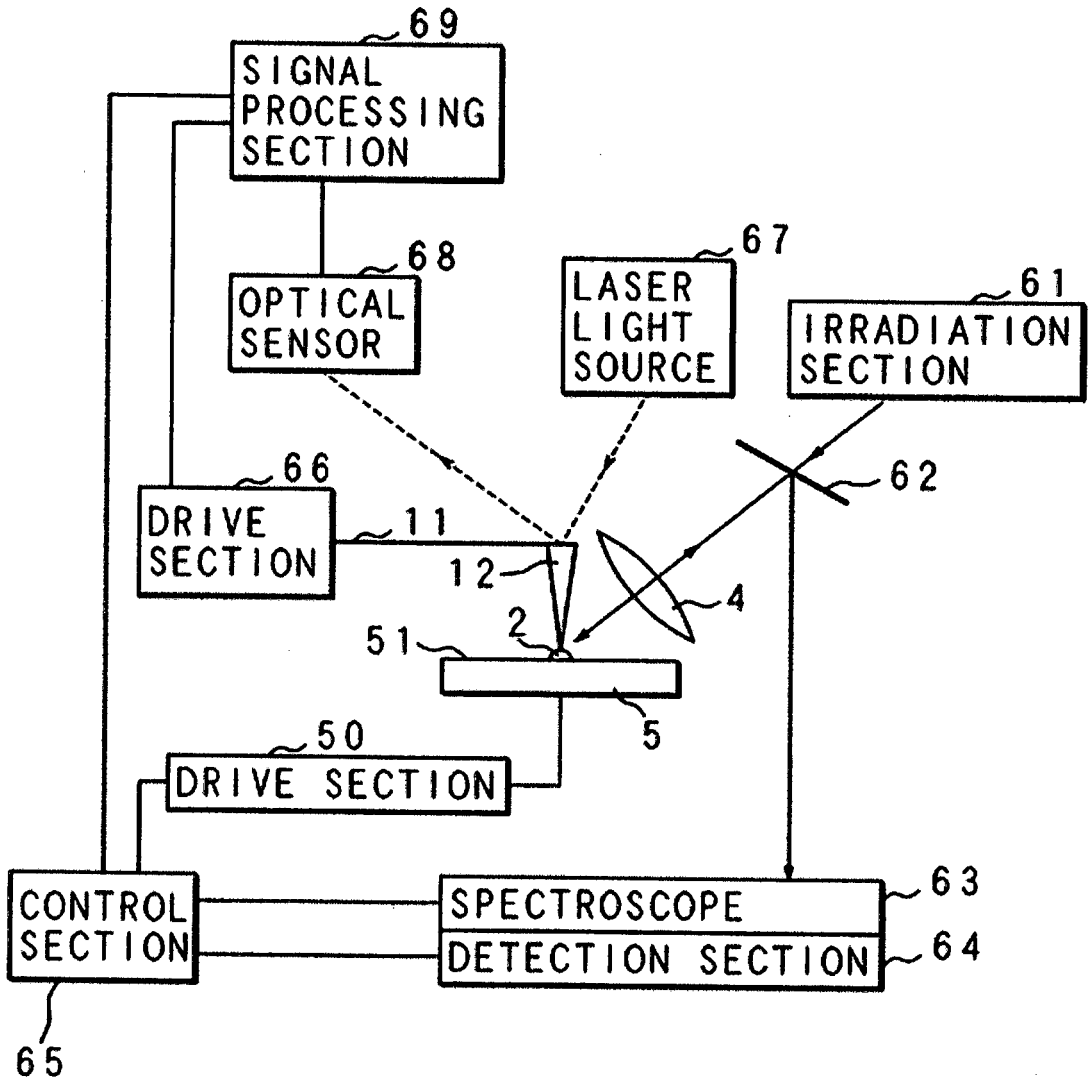 69
SIGNAL
PROCESSING
SECTION
68
OPTICAL
SENSOR
67
LASER
LIGHT
SOURCE
61
IRRADIATION
SECTION
62
66
DRIVE
SECTION
11
12
4
2
51
5
50
DRIVE SECTION
CONTROL
SECTION
65
SPECTROSCOPE
63
DETECTION SECTION
64